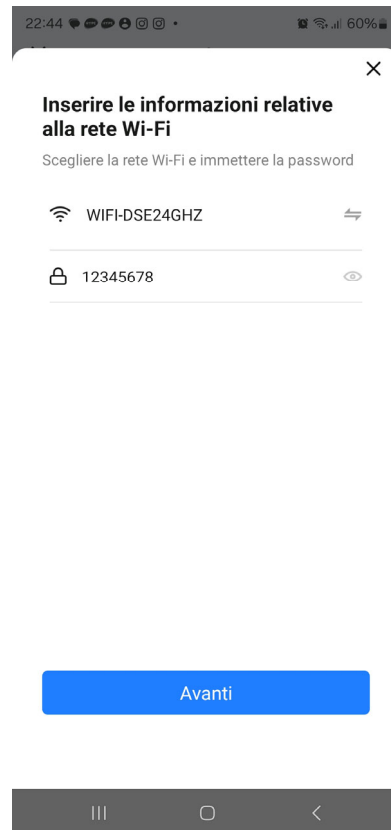 22:44
60%
Inserire le informazioni relative
alla rete Wi-Fi
Scegliere la rete Wi-Fi e immettere la password
WIFI-DSE24GHZ
12345678
Avanti